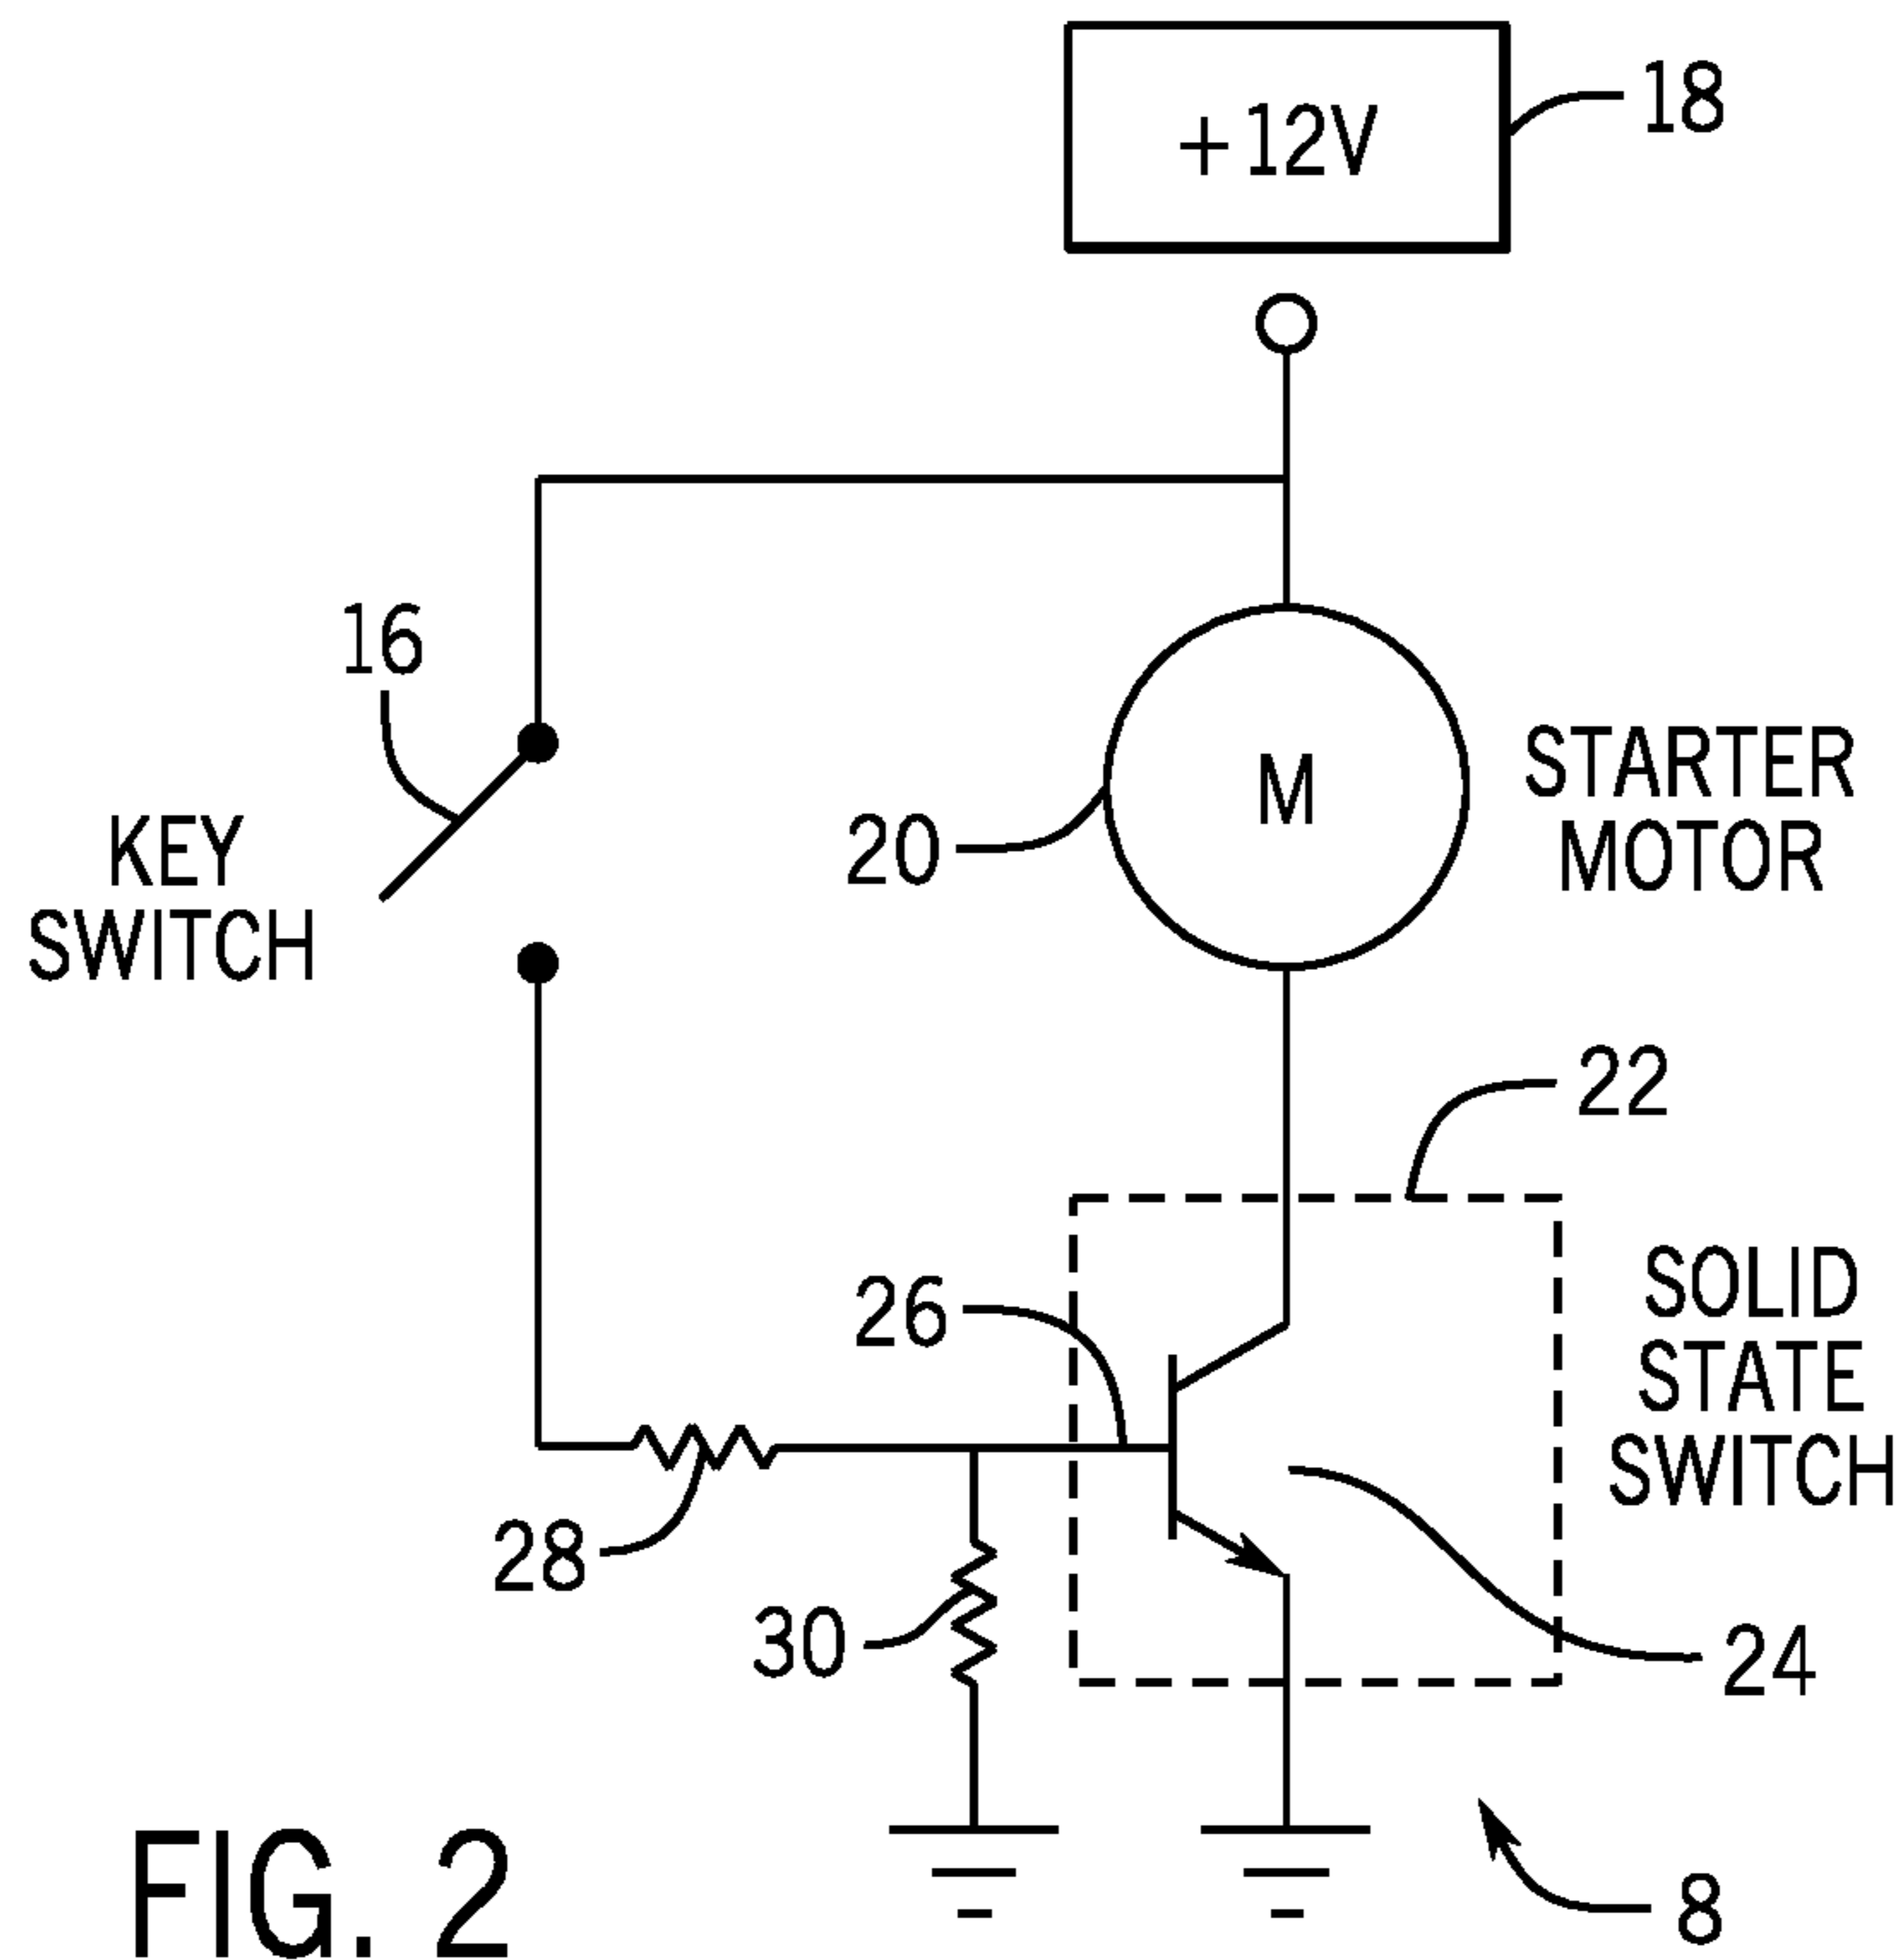 +12V
18
16
KEY
SWITCH
20
M
STARTER
MOTOR
22
26
SOLID
STATE
SWITCH
28
30
24
8
FIG. 2